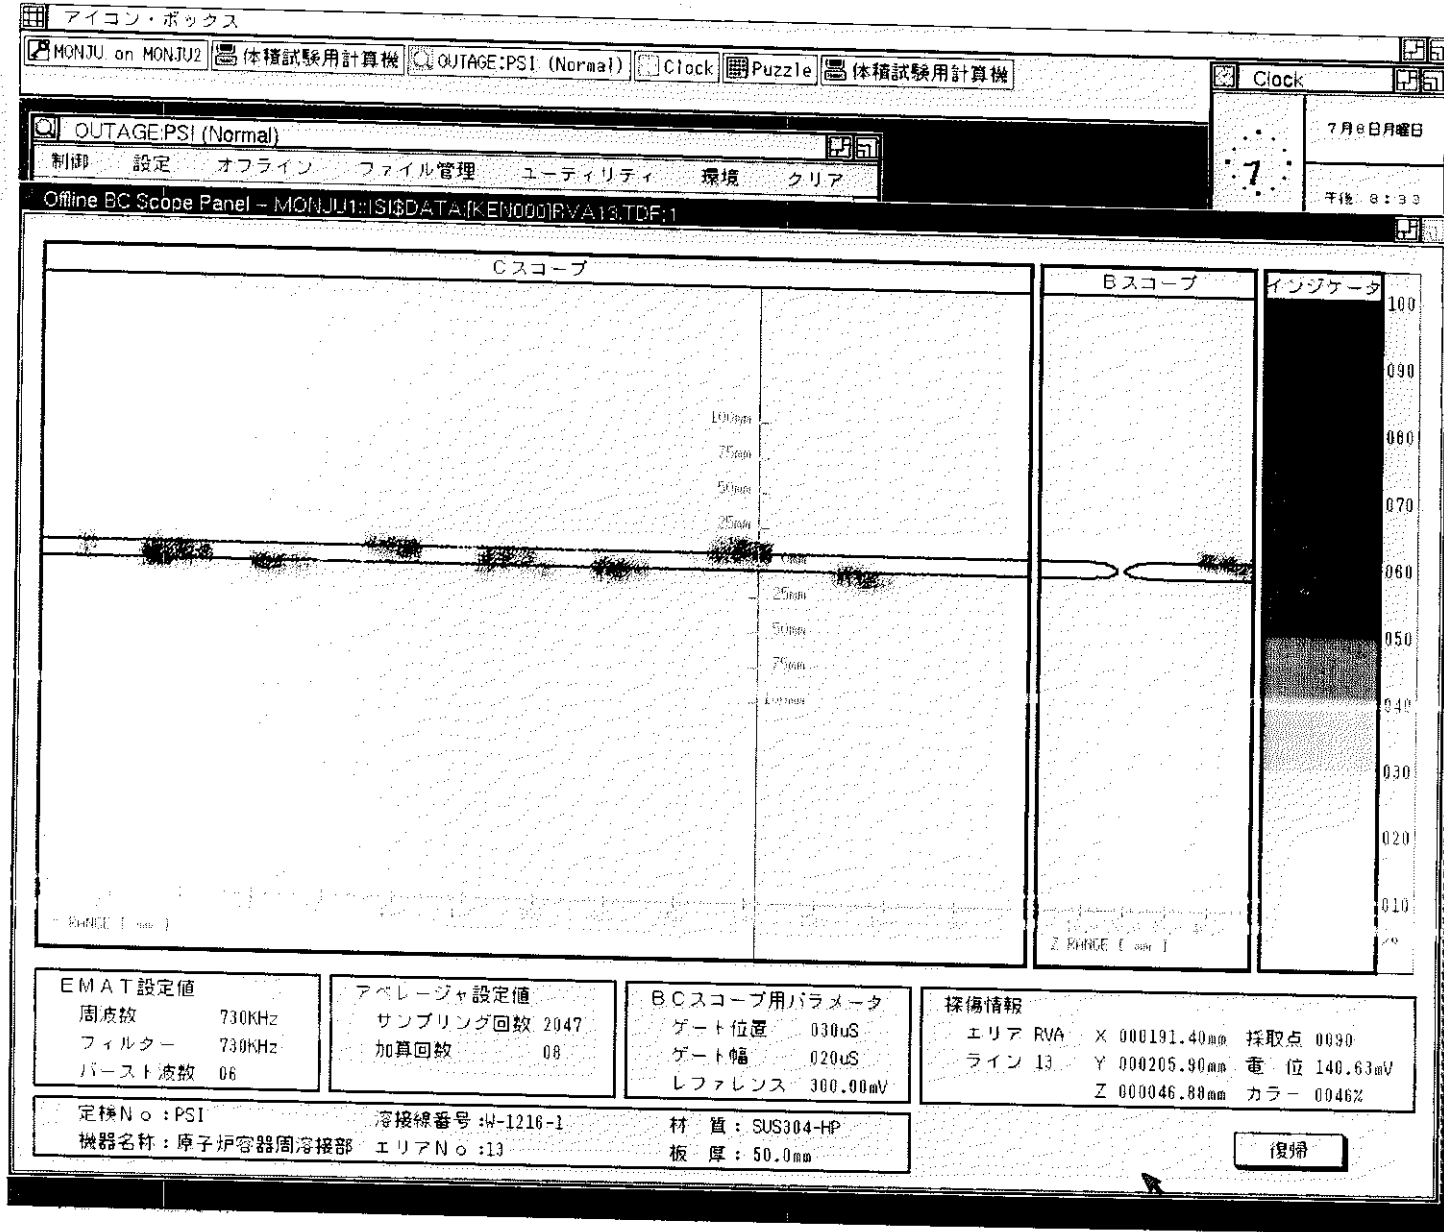 アイコン・ボックス
MONJU on MONJU2 体積試験用計算機 OUTAGE:PSI (Normal) Clock Puzzle 体積試験用計算機
Clock
7月6日月曜日
午後 8:33
OUTAGE:PSI (Normal)
制御 設定 オフライン ファイル管理 ユーティリティ 環境 クリア
Offline BC Scope Panel – MONJU1::ISI$DATA:[KEN000]RVA13.TDF;1
Cスコープ
Bスコープ
インジケータ
100
090
080
070
060
050
040
030
020
010
100mm
75mm
50mm
25mm
0mm
25mm
50mm
75mm
100mm
RANGE [ mm ]
Z RANGE [ mm ]
EMAT設定値
周波数 730KHz
フィルター 730KHz
バースト波数 06
アベレージャ設定値
サンプリング回数 2047
加算回数 08
BCスコープ用パラメータ
ゲート位置 030uS
ゲート幅 020uS
レファレンス 300.00mV
探傷情報
エリア RVA X 000191.40mm 採取点 0090
ライン 13 Y 000205.90mm 電 位 140.63mV
Z 000046.88mm カラー 0046%
定検No:PSI 溶接線番号:W-1216-1 材 質:SUS304-HP
機器名称:原子炉容器周溶接部 エリアNo:13 板 厚:50.0mm
復帰